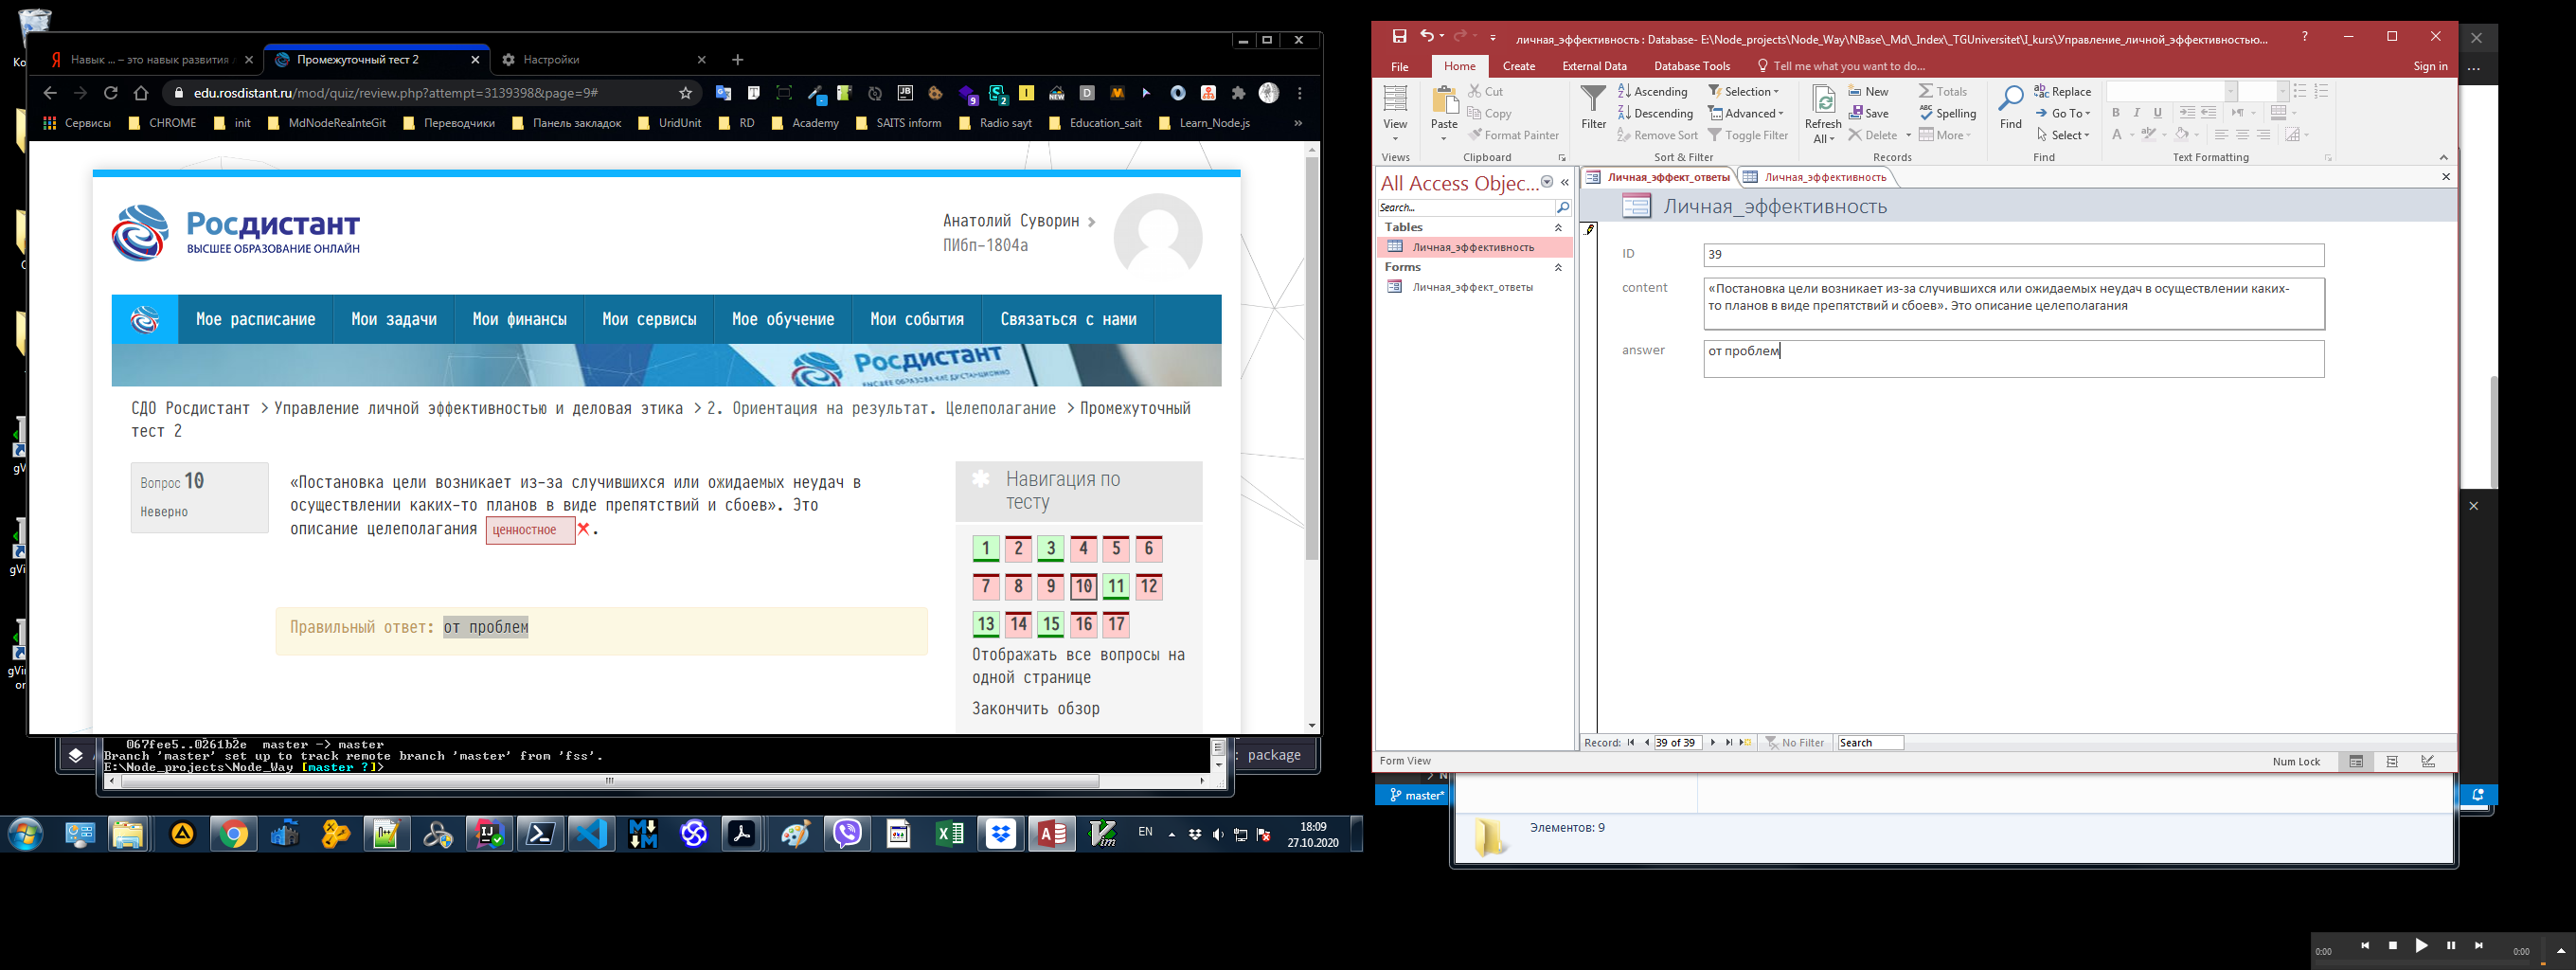 Навык ... – это навык развития
Промежуточный тест 2
Настройки
edu.rosdistant.ru/mod/quiz/review.php?attempt=3139398&page=9#
Сервисы
CHROME
init
MdNodeReaInteGit
Переводчики
Панель закладок
UridUnit
RD
Academy
SAITS inform
Radio sayt
Education_sait
Learn_Node.js
Росдистант
ВЫСШЕЕ ОБРАЗОВАНИЕ ОНЛАЙН
Анатолий Суворин
ПИбп-1804а
Мое расписание
Мои задачи
Мои финансы
Мои сервисы
Мое обучение
Мои события
Связаться с нами
Росдистант
ВЫСШЕЕ ОБРАЗОВАНИЕ ДИСТАНЦИОННО
СДО Росдистант > Управление личной эффективностью и деловая этика > 2. Ориентация на результат. Целеполагание > Промежуточный
тест 2
Вопрос 10
Неверно
«Постановка цели возникает из-за случившихся или ожидаемых неудач в
осуществлении каких-то планов в виде препятствий и сбоев». Это
описание целеполагания ценностное .
Правильный ответ: от проблем
Навигация по
тесту
1 2 3 4 5 6
7 8 9 10 11 12
13 14 15 16 17
Отображать все вопросы на
одной странице
Закончить обзор
067fee5..0261b2e master -> master
Branch 'master' set up to track remote branch 'master' from 'fss'.
E:\Node_projects\Node_Way [master ?]>
: package
EN
18:09
27.10.2020
личная_эффективность : Database- E:\Node_projects\Node_Way\NBase\_Md\_Index\_TGUniversitet\I_kurs\Управление_личной_эффективностью...
File
Home
Create
External Data
Database Tools
Tell me what you want to do...
Sign in
View
Views
Paste
Cut
Copy
Format Painter
Clipboard
Filter
Ascending
Descending
Remove Sort
Selection
Advanced
Toggle Filter
Sort & Filter
Refresh
All
New
Save
Delete
Totals
Spelling
More
Records
Find
Replace
Go To
Select
Find
B I U
Text Formatting
All Access Objec...
Search...
Tables
Личная_эффективность
Forms
Личная_эффект_ответы
Личная_эффект_ответы
Личная_эффективность
Личная_эффективность
ID
39
content
«Постановка цели возникает из-за случившихся или ожидаемых неудач в осуществлении каких-
то планов в виде препятствий и сбоев». Это описание целеполагания
answer
от проблем
Record:
39 of 39
No Filter
Search
Form View
Num Lock
master*
Элементов: 9
0:00
0:00